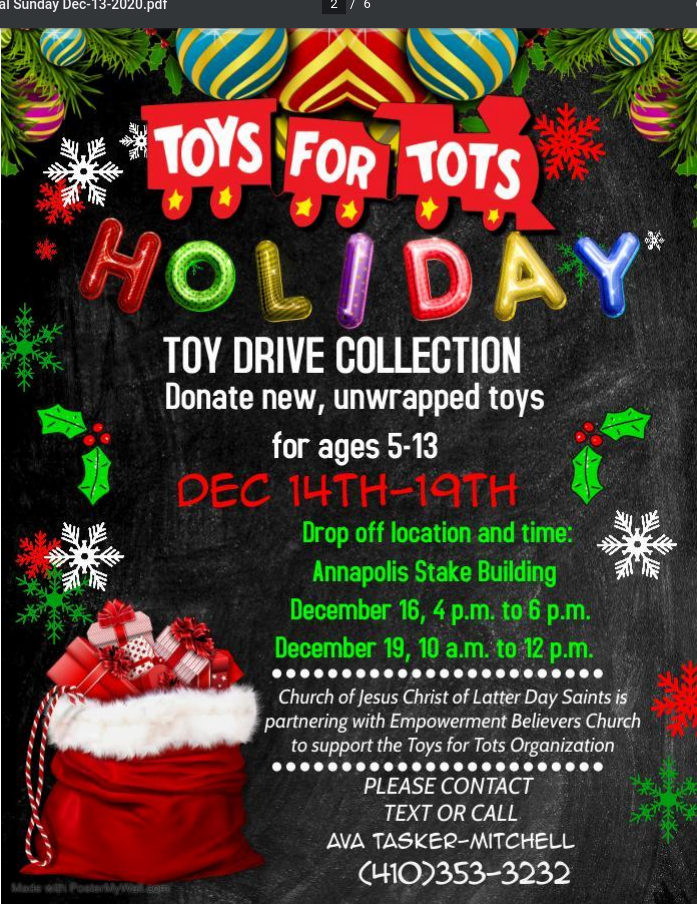 al Sunday Dec-13-2020.pdf
2 / 6
TOYS FOR TOTS
HOLIDAY
TOY DRIVE COLLECTION
Donate new, unwrapped toys
for ages 5-13
DEC 14TH-19TH
Drop off location and time:
Annapolis Stake Building
December 16, 4 p.m. to 6 p.m.
December 19, 10 a.m. to 12 p.m.
Church of Jesus Christ of Latter Day Saints is
partnering with Empowerment Believers Church
to support the Toys for Tots Organization
PLEASE CONTACT
TEXT OR CALL
AVA TASKER-MITCHELL
(410)353-3232
Made with PosterMyWall.com